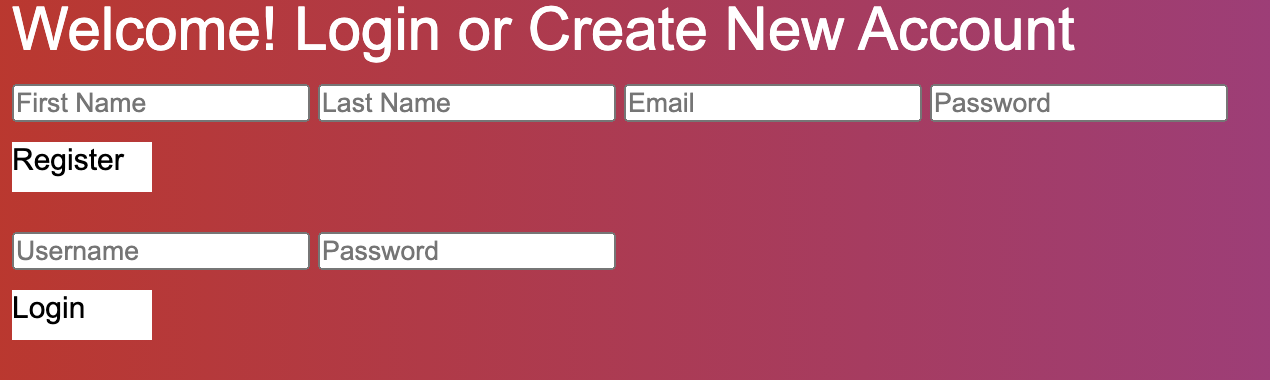 Welcome! Login or Create New Account
First Name Last Name Email Password
Register
Username Password
Login